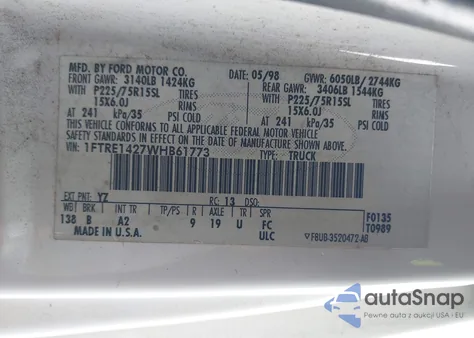 MFD. BY FORD MOTOR CO.
DATE: 05/98 GVWR: 6050LB/ 2744KG
FRONT GAWR: 3140LB 1424KG REAR GAWR: 3406LB 1544KG
WITH P225/75R15SL TIRES WITH P225/75R15SL TIRES
15X6.0J RIMS 15X6.0J RIMS
AT 241 kPa/35 PSI COLD AT 241 kPa/35 PSI COLD
THIS VEHICLE CONFORMS TO ALL APPLICABLE FEDERAL MOTOR VEHICLE SAFETY STANDARDS IN EFFECT ON THE DATE OF MANUFACTURE SHOWN ABOVE.
VIN: 1FTRE1427WHB61773
TYPE: TRUCK
EXT PNT: YZ RC: 13 DSO:
WB BRK INT TR TP/PS R AXLE TR SPR
138 B A2 9 19 U FC
ULC
F0135
T0989
MADE IN U.S.A.
F8UB-3520472-AB
autoSnap
Pewne auta z aukcji USA - EU